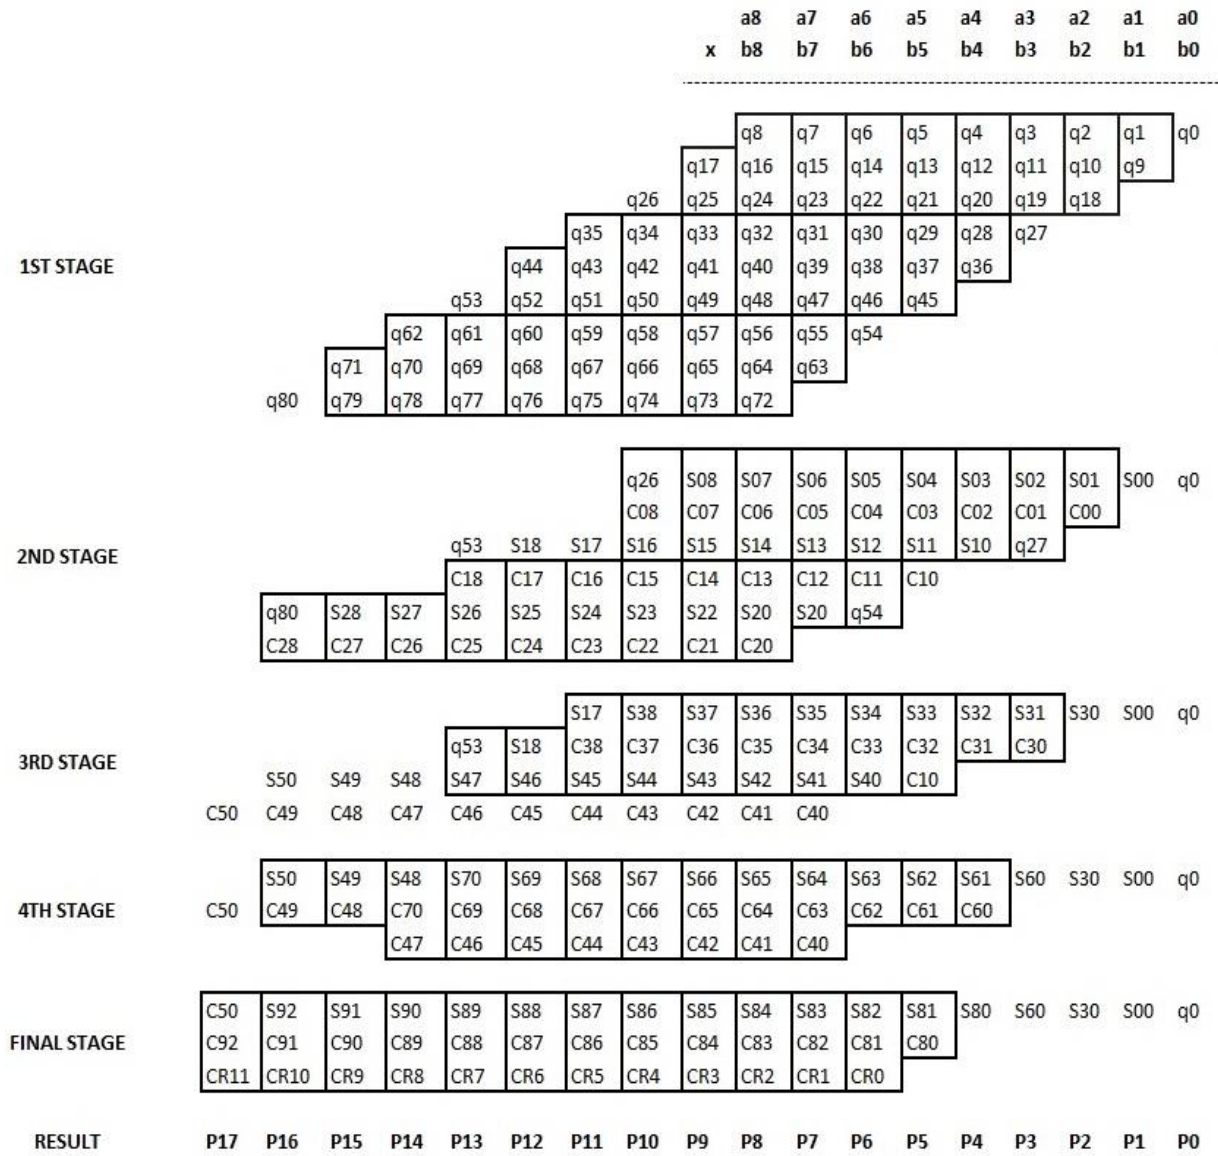 a8 a7 a6 a5 a4 a3 a2 a1 a0
x b8 b7 b6 b5 b4 b3 b2 b1 b0
q8 q7 q6 q5 q4 q3 q2 q1 q0
q17 q16 q15 q14 q13 q12 q11 q10 q9
q26 q25 q24 q23 q22 q21 q20 q19 q18
q35 q34 q33 q32 q31 q30 q29 q28 q27
1ST STAGE q44 q43 q42 q41 q40 q39 q38 q37 q36
q53 q52 q51 q50 q49 q48 q47 q46 q45
q62 q61 q60 q59 q58 q57 q56 q55 q54
q71 q70 q69 q68 q67 q66 q65 q64 q63
q80 q79 q78 q77 q76 q75 q74 q73 q72
q26 S08 S07 S06 S05 S04 S03 S02 S01 S00 q0
C08 C07 C06 C05 C04 C03 C02 C01 C00
2ND STAGE q53 S18 S17 S16 S15 S14 S13 S12 S11 S10 q27
C18 C17 C16 C15 C14 C13 C12 C11 C10
q80 S28 S27 S26 S25 S24 S23 S22 S20 S20 q54
C28 C27 C26 C25 C24 C23 C22 C21 C20
S17 S38 S37 S36 S35 S34 S33 S32 S31 S30 S00 q0
3RD STAGE q53 S18 C38 C37 C36 C35 C34 C33 C32 C31 C30
S50 S49 S48 S47 S46 S45 S44 S43 S42 S41 S40 C10
C50 C49 C48 C47 C46 C45 C44 C43 C42 C41 C40
S50 S49 S48 S70 S69 S68 S67 S66 S65 S64 S63 S62 S61 S60 S30 S00 q0
4TH STAGE C50 C49 C48 C70 C69 C68 C67 C66 C65 C64 C63 C62 C61 C60
C47 C46 C45 C44 C43 C42 C41 C40
C50 S92 S91 S90 S89 S88 S87 S86 S85 S84 S83 S82 S81 S80 S60 S30 S00 q0
FINAL STAGE C92 C91 C90 C89 C88 C87 C86 C85 C84 C83 C82 C81 C80
CR11 CR10 CR9 CR8 CR7 CR6 CR5 CR4 CR3 CR2 CR1 CR0
RESULT P17 P16 P15 P14 P13 P12 P11 P10 P9 P8 P7 P6 P5 P4 P3 P2 P1 P0